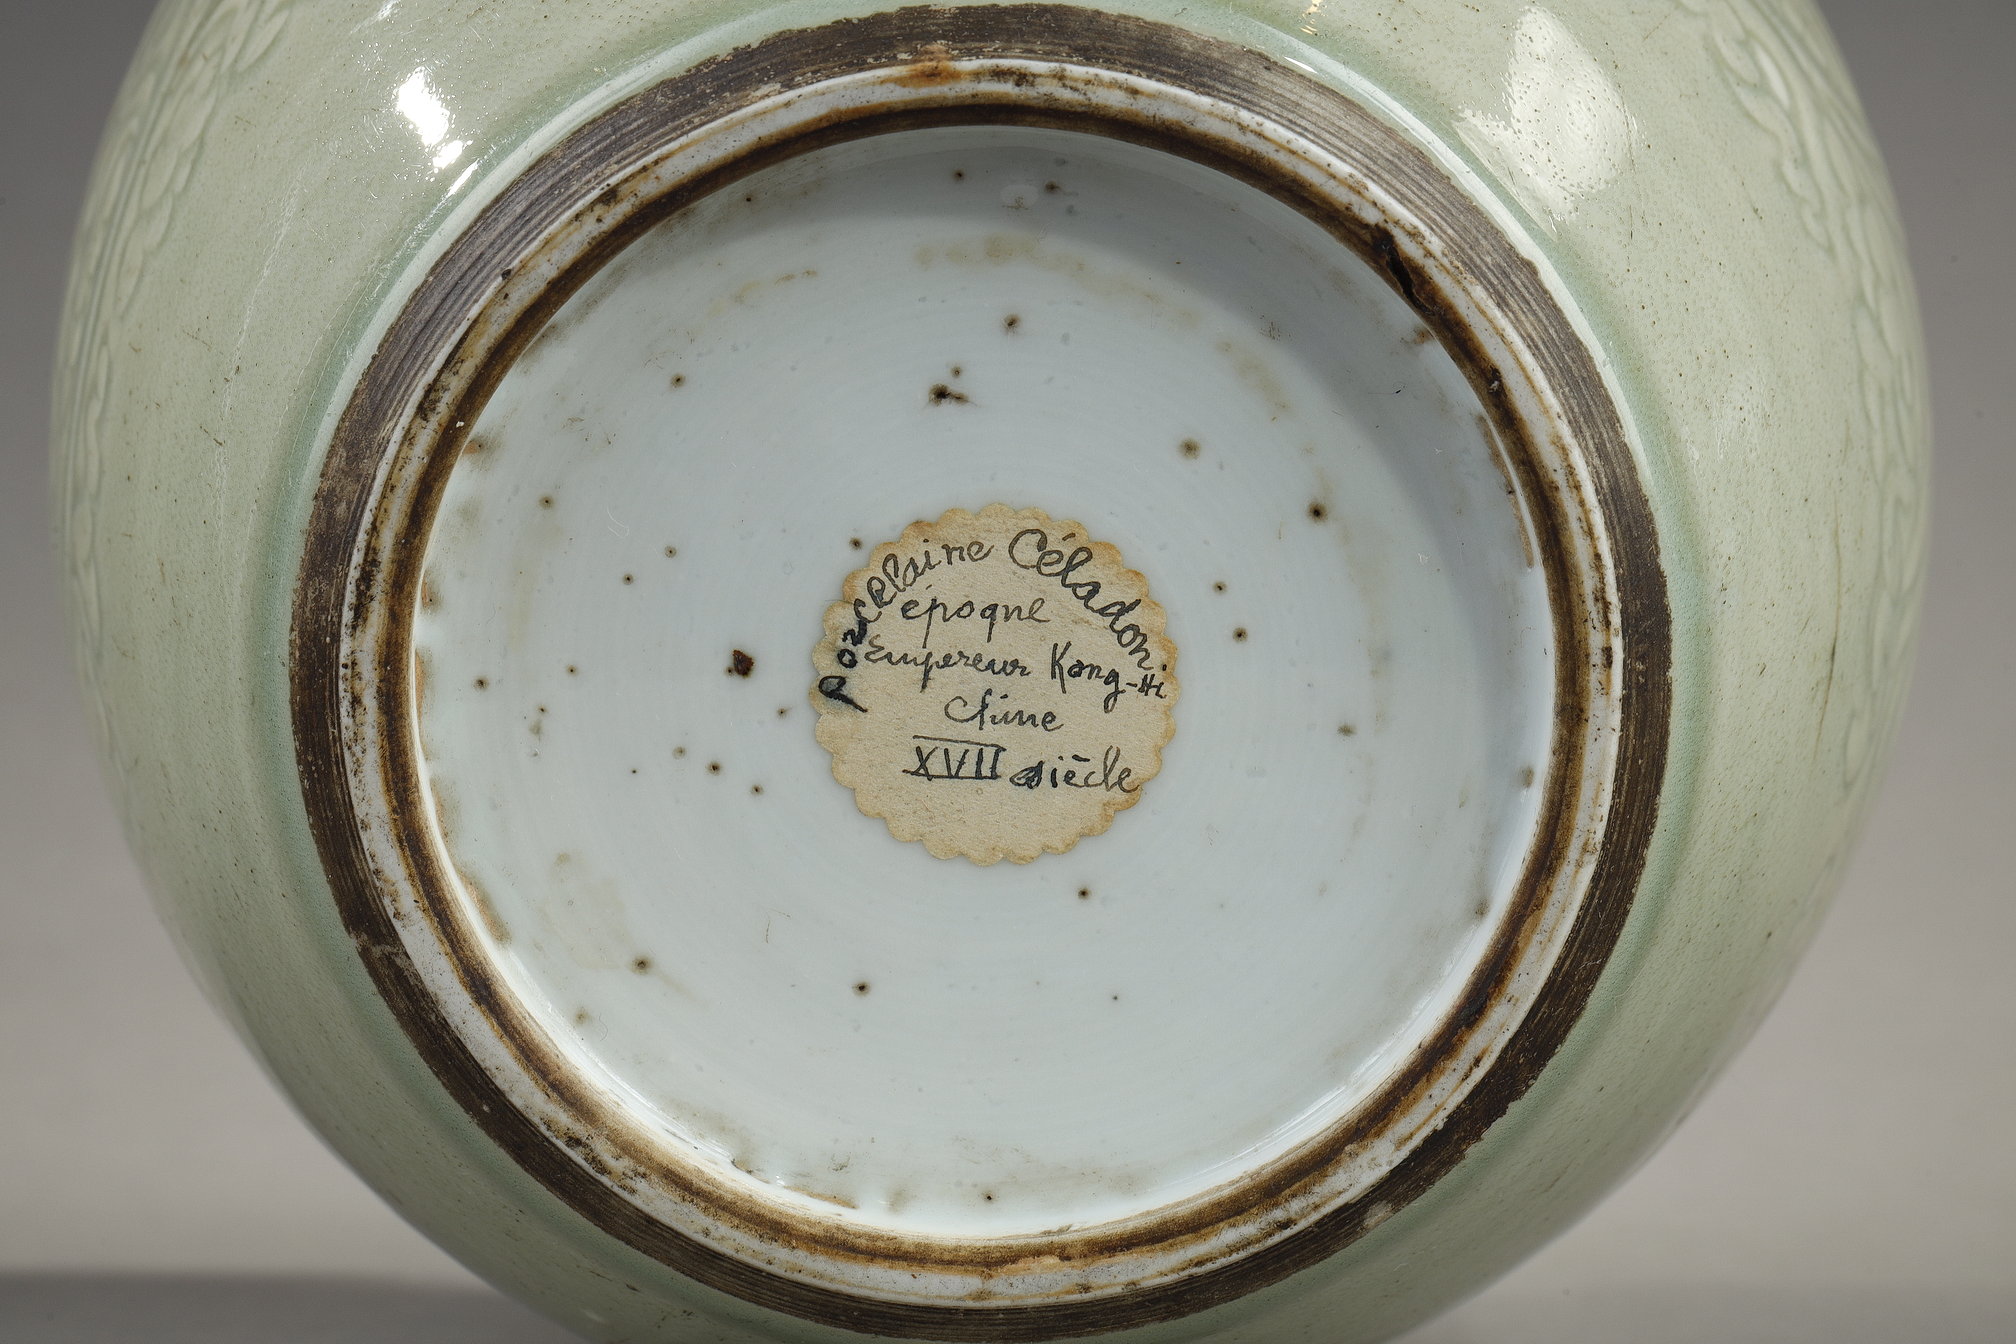 Porcelaine Céladon
époque
Empereur Kang-Hi
Chine
XVII siècle